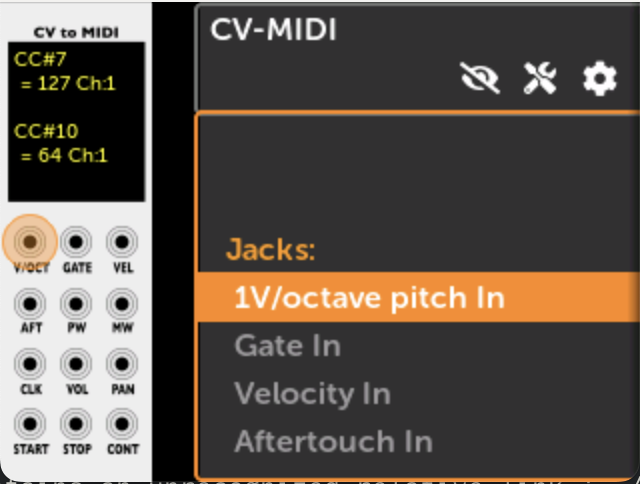 CV to MIDI
CC#7
= 127 Ch:1
CC#10
= 64 Ch:1
V/OCT GATE VEL
AFT PW MW
CLK VOL PAN
START STOP CONT
CV-MIDI
Jacks:
1V/octave pitch In
Gate In
Velocity In
Aftertouch In